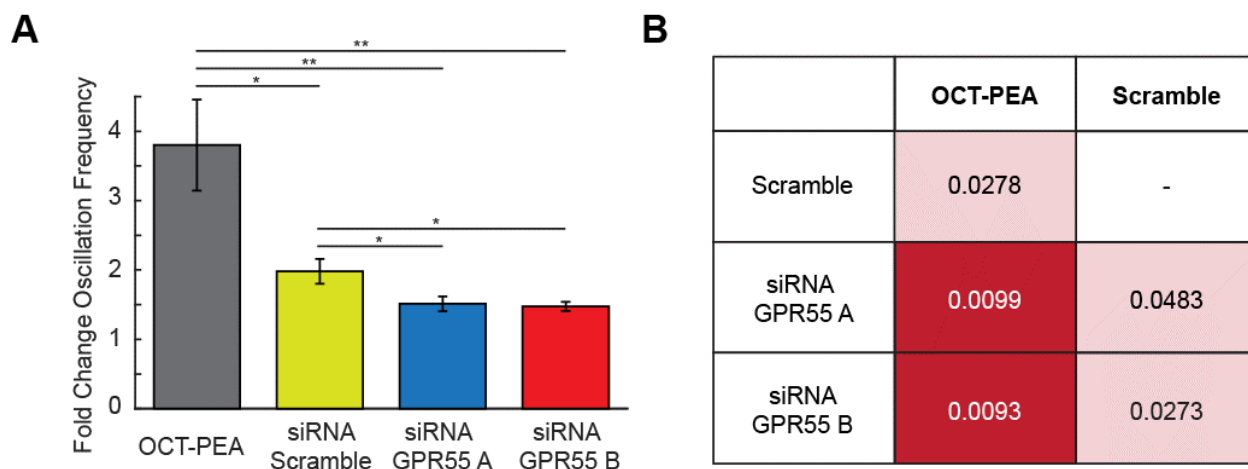 A
**
**
*
Fold Change Oscillation Frequency
4
3
2
1
0
*
*
OCT-PEA
siRNA
Scramble
siRNA
GPR55 A
siRNA
GPR55 B
B
OCT-PEA Scramble
Scramble 0.0278 -
siRNA
GPR55 A
0.0099 0.0483
siRNA
GPR55 B
0.0093 0.0273